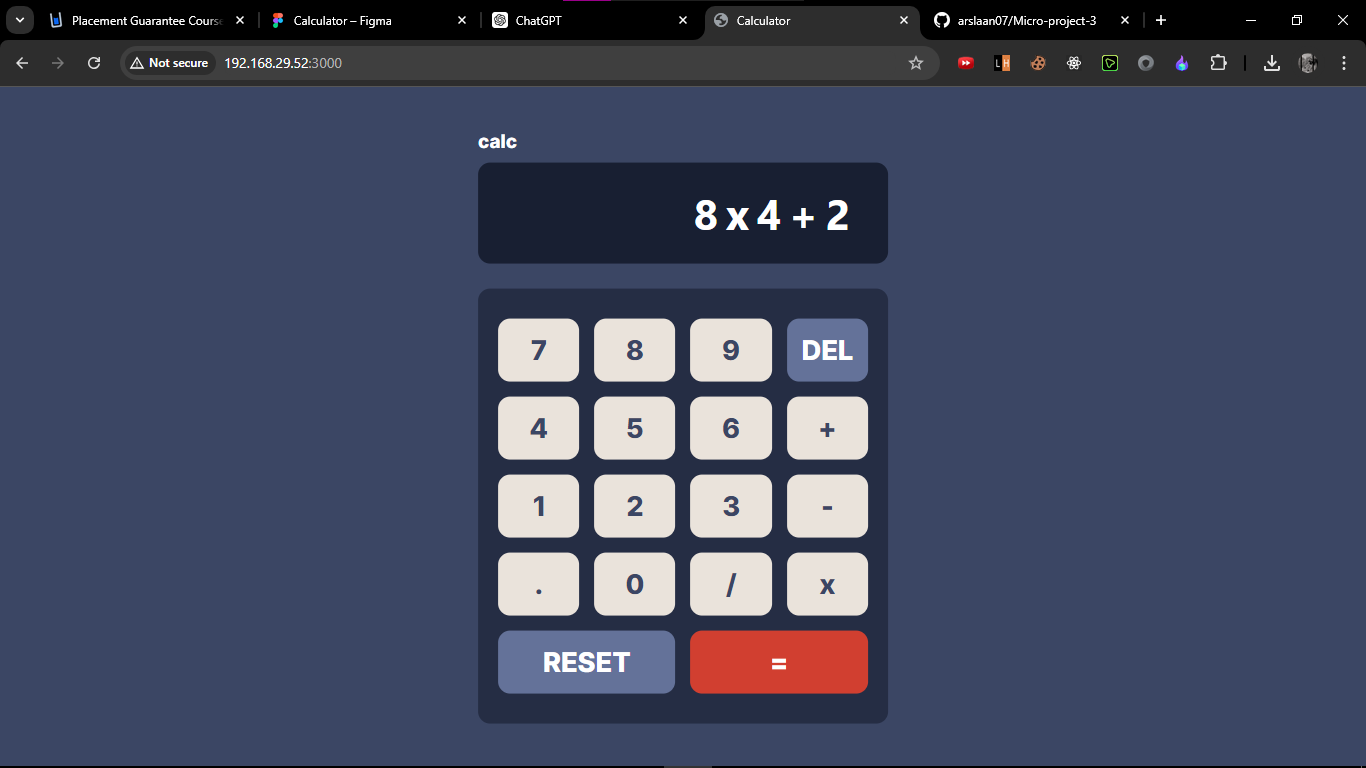 Placement Guarantee Course
Calculator – Figma
ChatGPT
Calculator
arslaan07/Micro-project-3
Not secure
192.168.29.52:3000
L H
calc
8 x 4 + 2
7 8 9 DEL
4 5 6 +
1 2 3 -
. 0 / x
RESET =